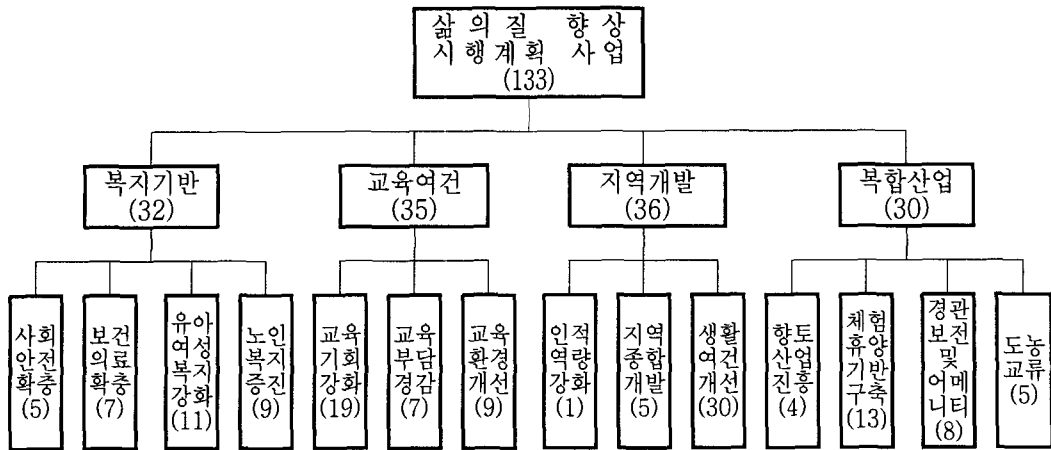 삶의질 향상
시행계획 사업
(133)
복지기반
(32)
교육여건
(35)
지역개발
(36)
복합산업
(30)
사회
안전
확충
(5)
보건
의료
확충
(7)
유아
여성
복지
강화
(11)
노인
복지
증진
(9)
교육
기회
강화
(19)
교육
부담
경감
(7)
교육
환경
개선
(9)
인적
역량
강화
(1)
지역
종합
개발
(5)
생활
여건
개선
(30)
향토
산업
진흥
(4)
체험
휴양
기반
구축
(13)
경관
보전
및
어메
니티
(8)
도농
교류
(5)